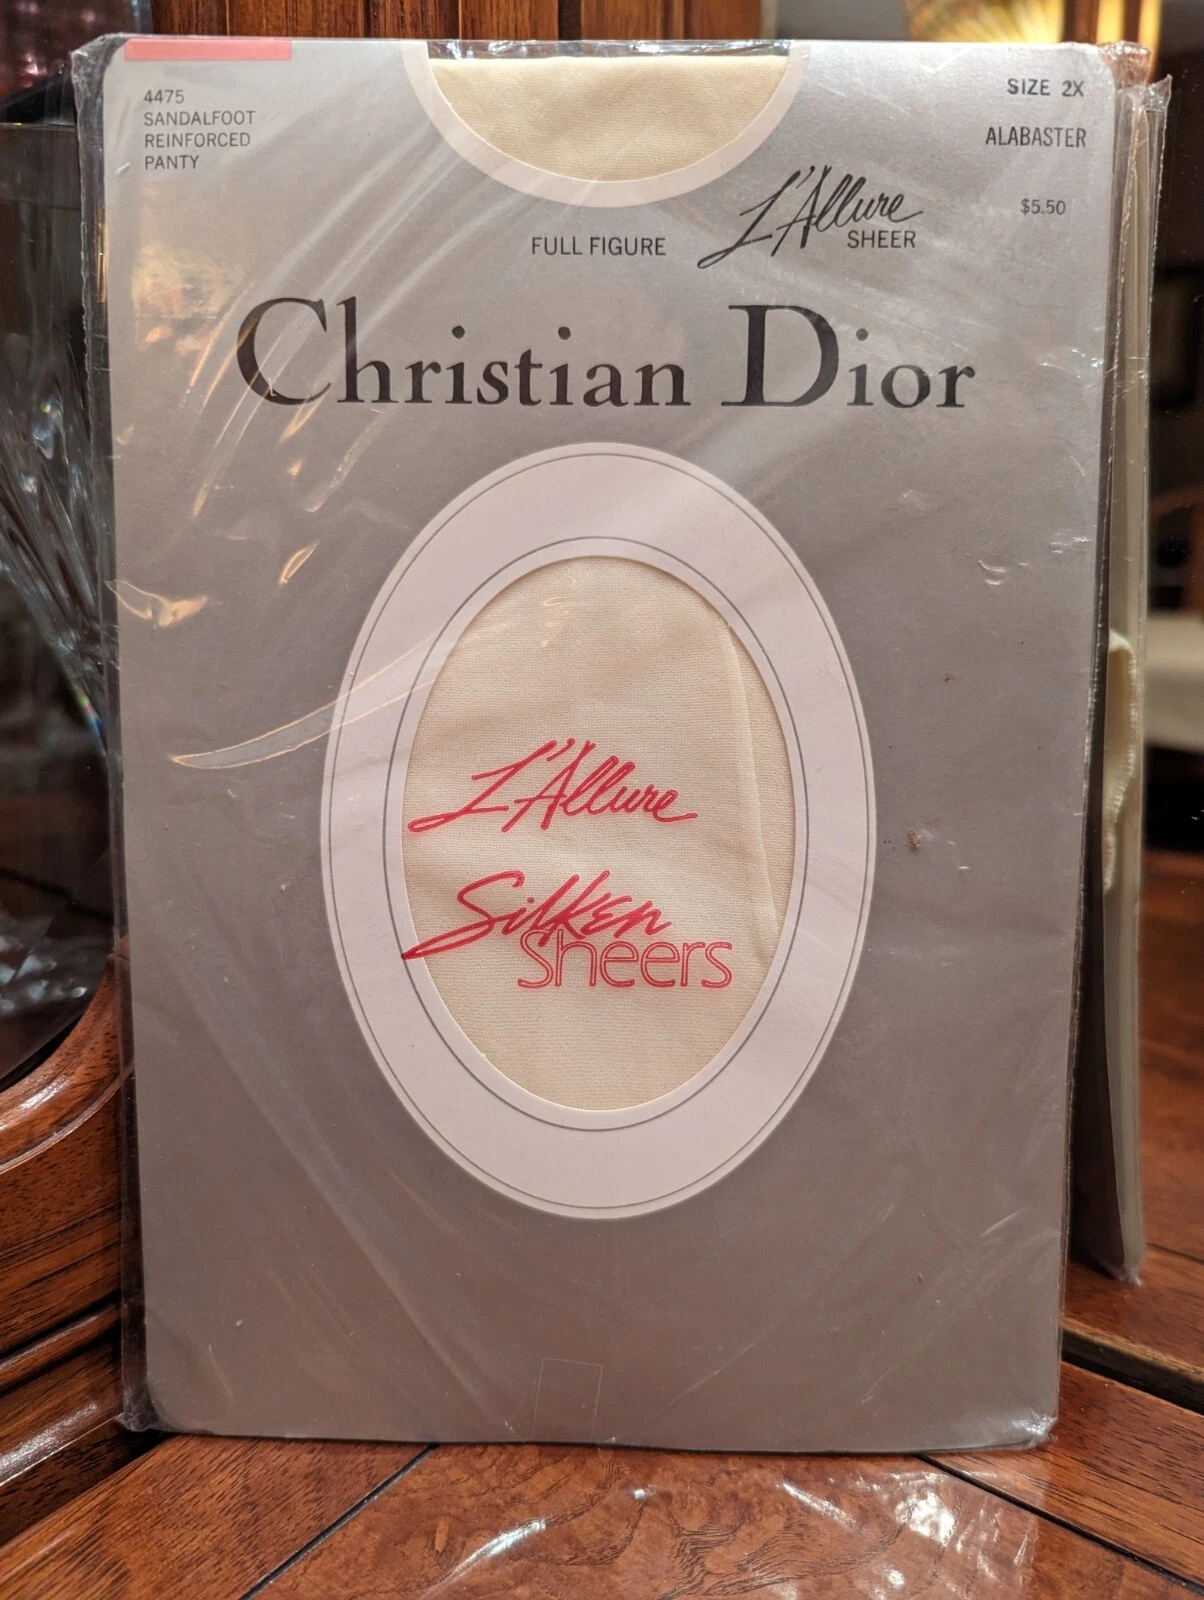 4475
SANDALFOOT
REINFORCED
PANTY
SIZE 2X
ALABASTER
$5.50
FULL FIGURE
L'Allure
SHEER
Christian Dior
L'Allure
Silken
Sheers